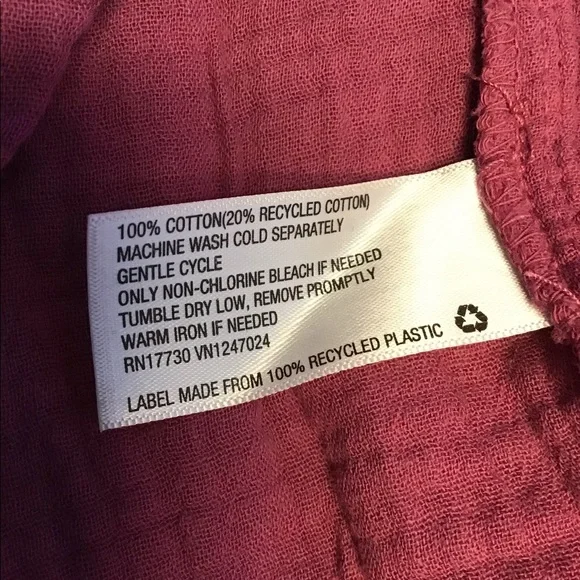 100% COTTON(20% RECYCLED COTTON)
MACHINE WASH COLD SEPARATELY
GENTLE CYCLE
ONLY NON-CHLORINE BLEACH IF NEEDED
TUMBLE DRY LOW, REMOVE PROMPTLY
WARM IRON IF NEEDED
RN17730 VN1247024
LABEL MADE FROM 100% RECYCLED PLASTIC